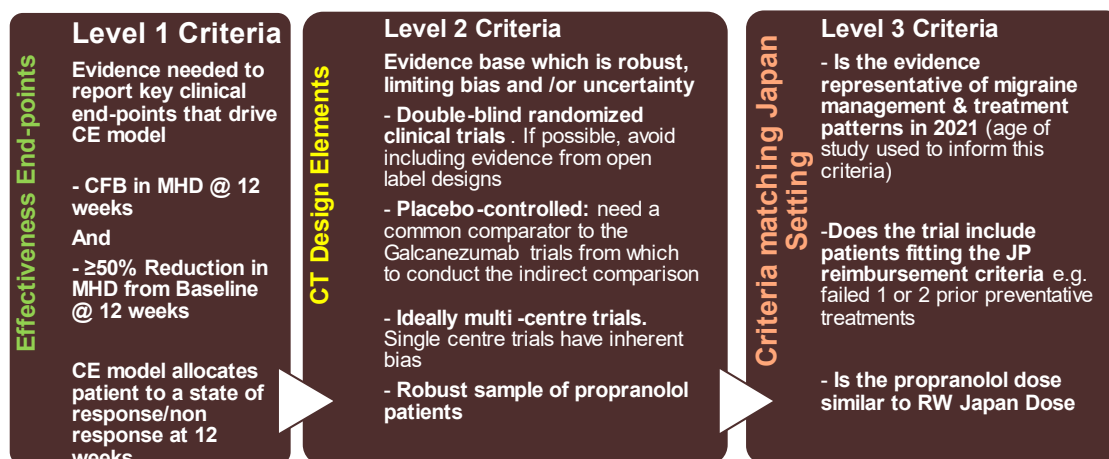 Effectiveness End-points
Level 1 Criteria
Evidence needed to
report key clinical
end-points that drive
CE model
- CFB in MHD @ 12
weeks
And
- ≥50% Reduction in
MHD from Baseline
@ 12 weeks
CE model allocates
patient to a state of
response/non
response at 12
weeks
CT Design Elements
Level 2 Criteria
Evidence base which is robust,
limiting bias and /or uncertainty
- Double-blind randomized
clinical trials . If possible, avoid
including evidence from open
label designs
- Placebo -controlled: need a
common comparator to the
Galcanezumab trials from which
to conduct the indirect comparison
- Ideally multi -centre trials.
Single centre trials have inherent
bias
- Robust sample of propranolol
patients
Criteria matching Japan
Setting
Level 3 Criteria
- Is the evidence
representative of migraine
management & treatment
patterns in 2021 (age of
study used to inform this
criteria)
-Does the trial include
patients fitting the JP
reimbursement criteria e.g.
failed 1 or 2 prior preventative
treatments
- Is the propranolol dose
similar to RW Japan Dose